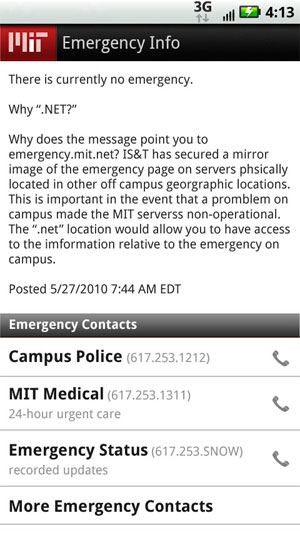 3G 4:13
MIT Emergency Info
There is currently no emergency.
Why “.NET?”
Why does the message point you to
emergency.mit.net? IS&T has secured a mirror
image of the emergency page on servers phsically
located in other off campus georgraphic locations.
This is important in the event that a promblem on
campus made the MIT serverss non-operational.
The “.net” location would allow you to have access
to the imformation relative to the emergency on
campus.
Posted 5/27/2010 7:44 AM EDT
Emergency Contacts
Campus Police (617.253.1212)
MIT Medical (617.253.1311)
24-hour urgent care
Emergency Status (617.253.SNOW)
recorded updates
More Emergency Contacts